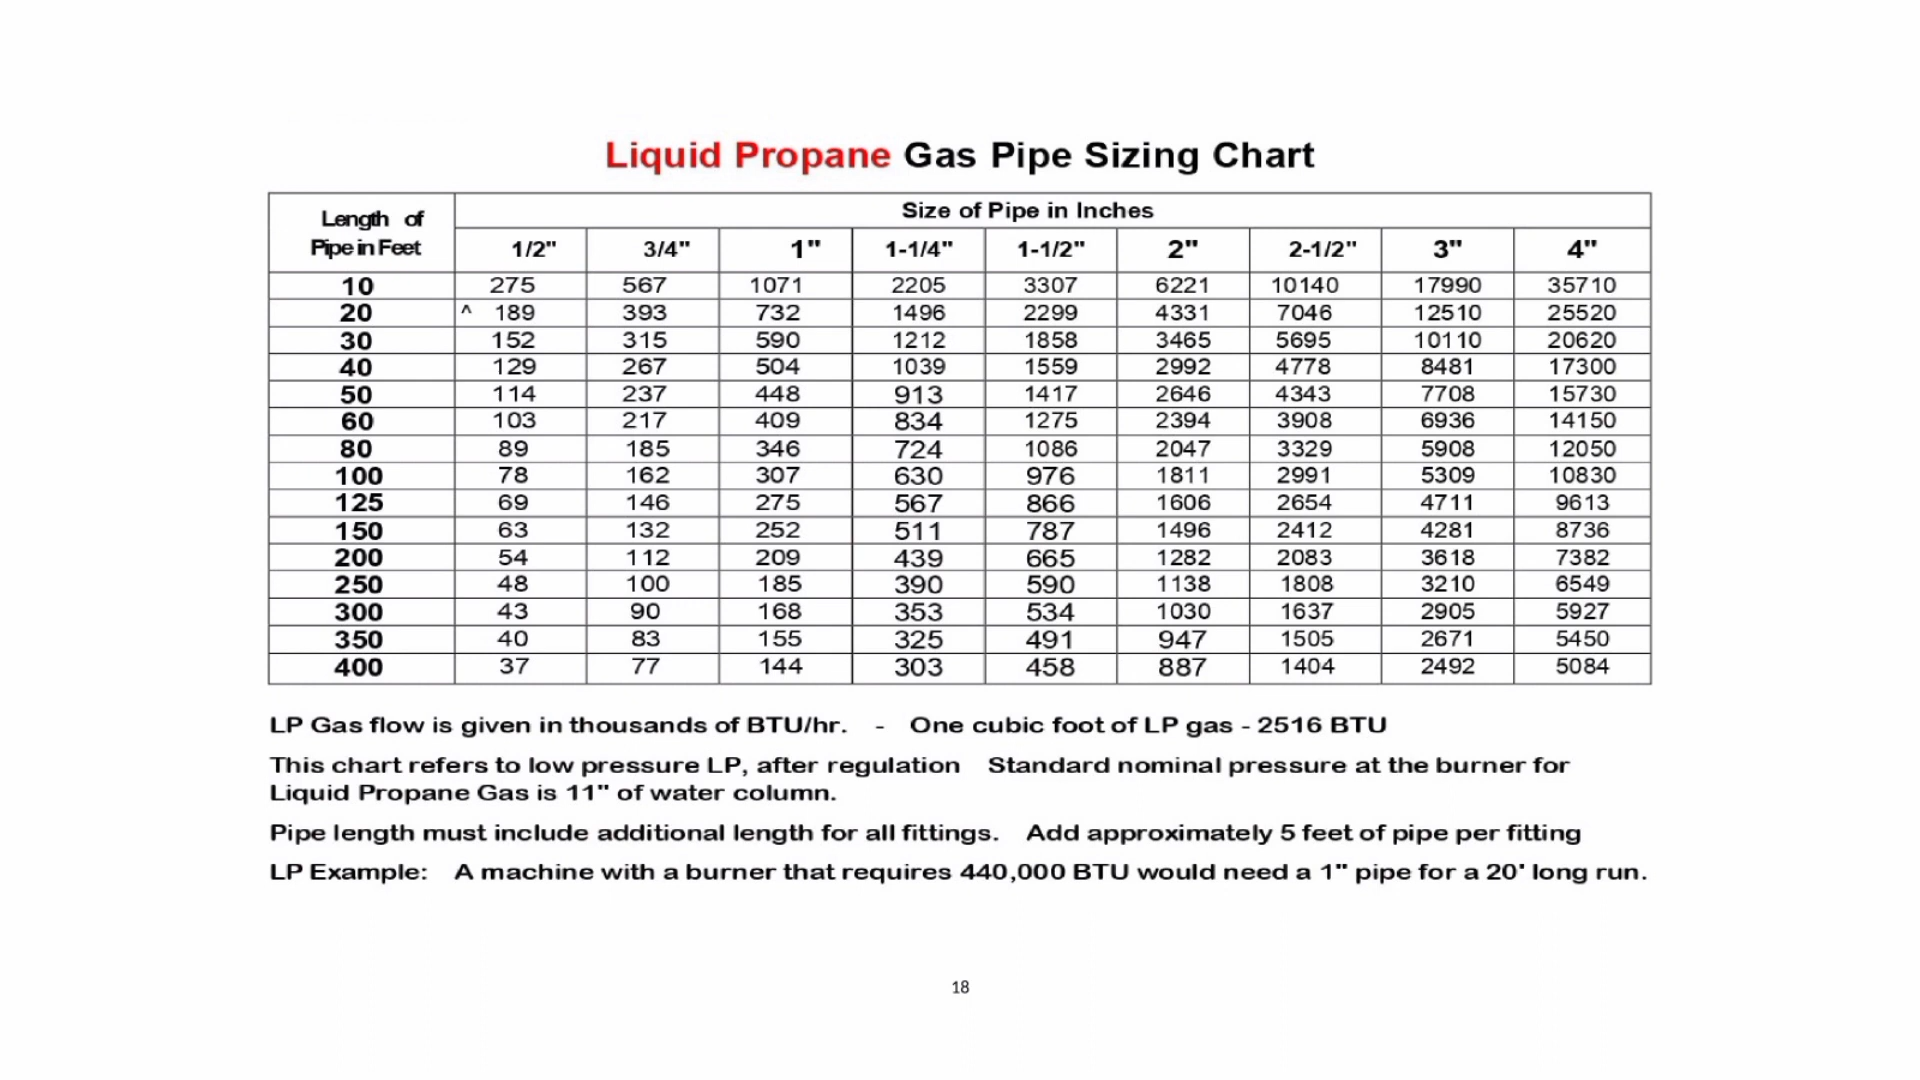 Liquid Propane Gas Pipe Sizing Chart
Length of Pipe in Feet Size of Pipe in Inches
1/2" 3/4" 1" 1-1/4" 1-1/2" 2" 2-1/2" 3" 4"
10 275 567 1071 2205 3307 6221 10140 17990 35710
20 ^ 189 393 732 1496 2299 4331 7046 12510 25520
30 152 315 590 1212 1858 3465 5695 10110 20620
40 129 267 504 1039 1559 2992 4778 8481 17300
50 114 237 448 913 1417 2646 4343 7708 15730
60 103 217 409 834 1275 2394 3908 6936 14150
80 89 185 346 724 1086 2047 3329 5908 12050
100 78 162 307 630 976 1811 2991 5309 10830
125 69 146 275 567 866 1606 2654 4711 9613
150 63 132 252 511 787 1496 2412 4281 8736
200 54 112 209 439 665 1282 2083 3618 7382
250 48 100 185 390 590 1138 1808 3210 6549
300 43 90 168 353 534 1030 1637 2905 5927
350 40 83 155 325 491 947 1505 2671 5450
400 37 77 144 303 458 887 1404 2492 5084
LP Gas flow is given in thousands of BTU/hr. - One cubic foot of LP gas - 2516 BTU
This chart refers to low pressure LP, after regulation Standard nominal pressure at the burner for
Liquid Propane Gas is 11" of water column.
Pipe length must include additional length for all fittings. Add approximately 5 feet of pipe per fitting
LP Example: A machine with a burner that requires 440,000 BTU would need a 1" pipe for a 20' long run.
18